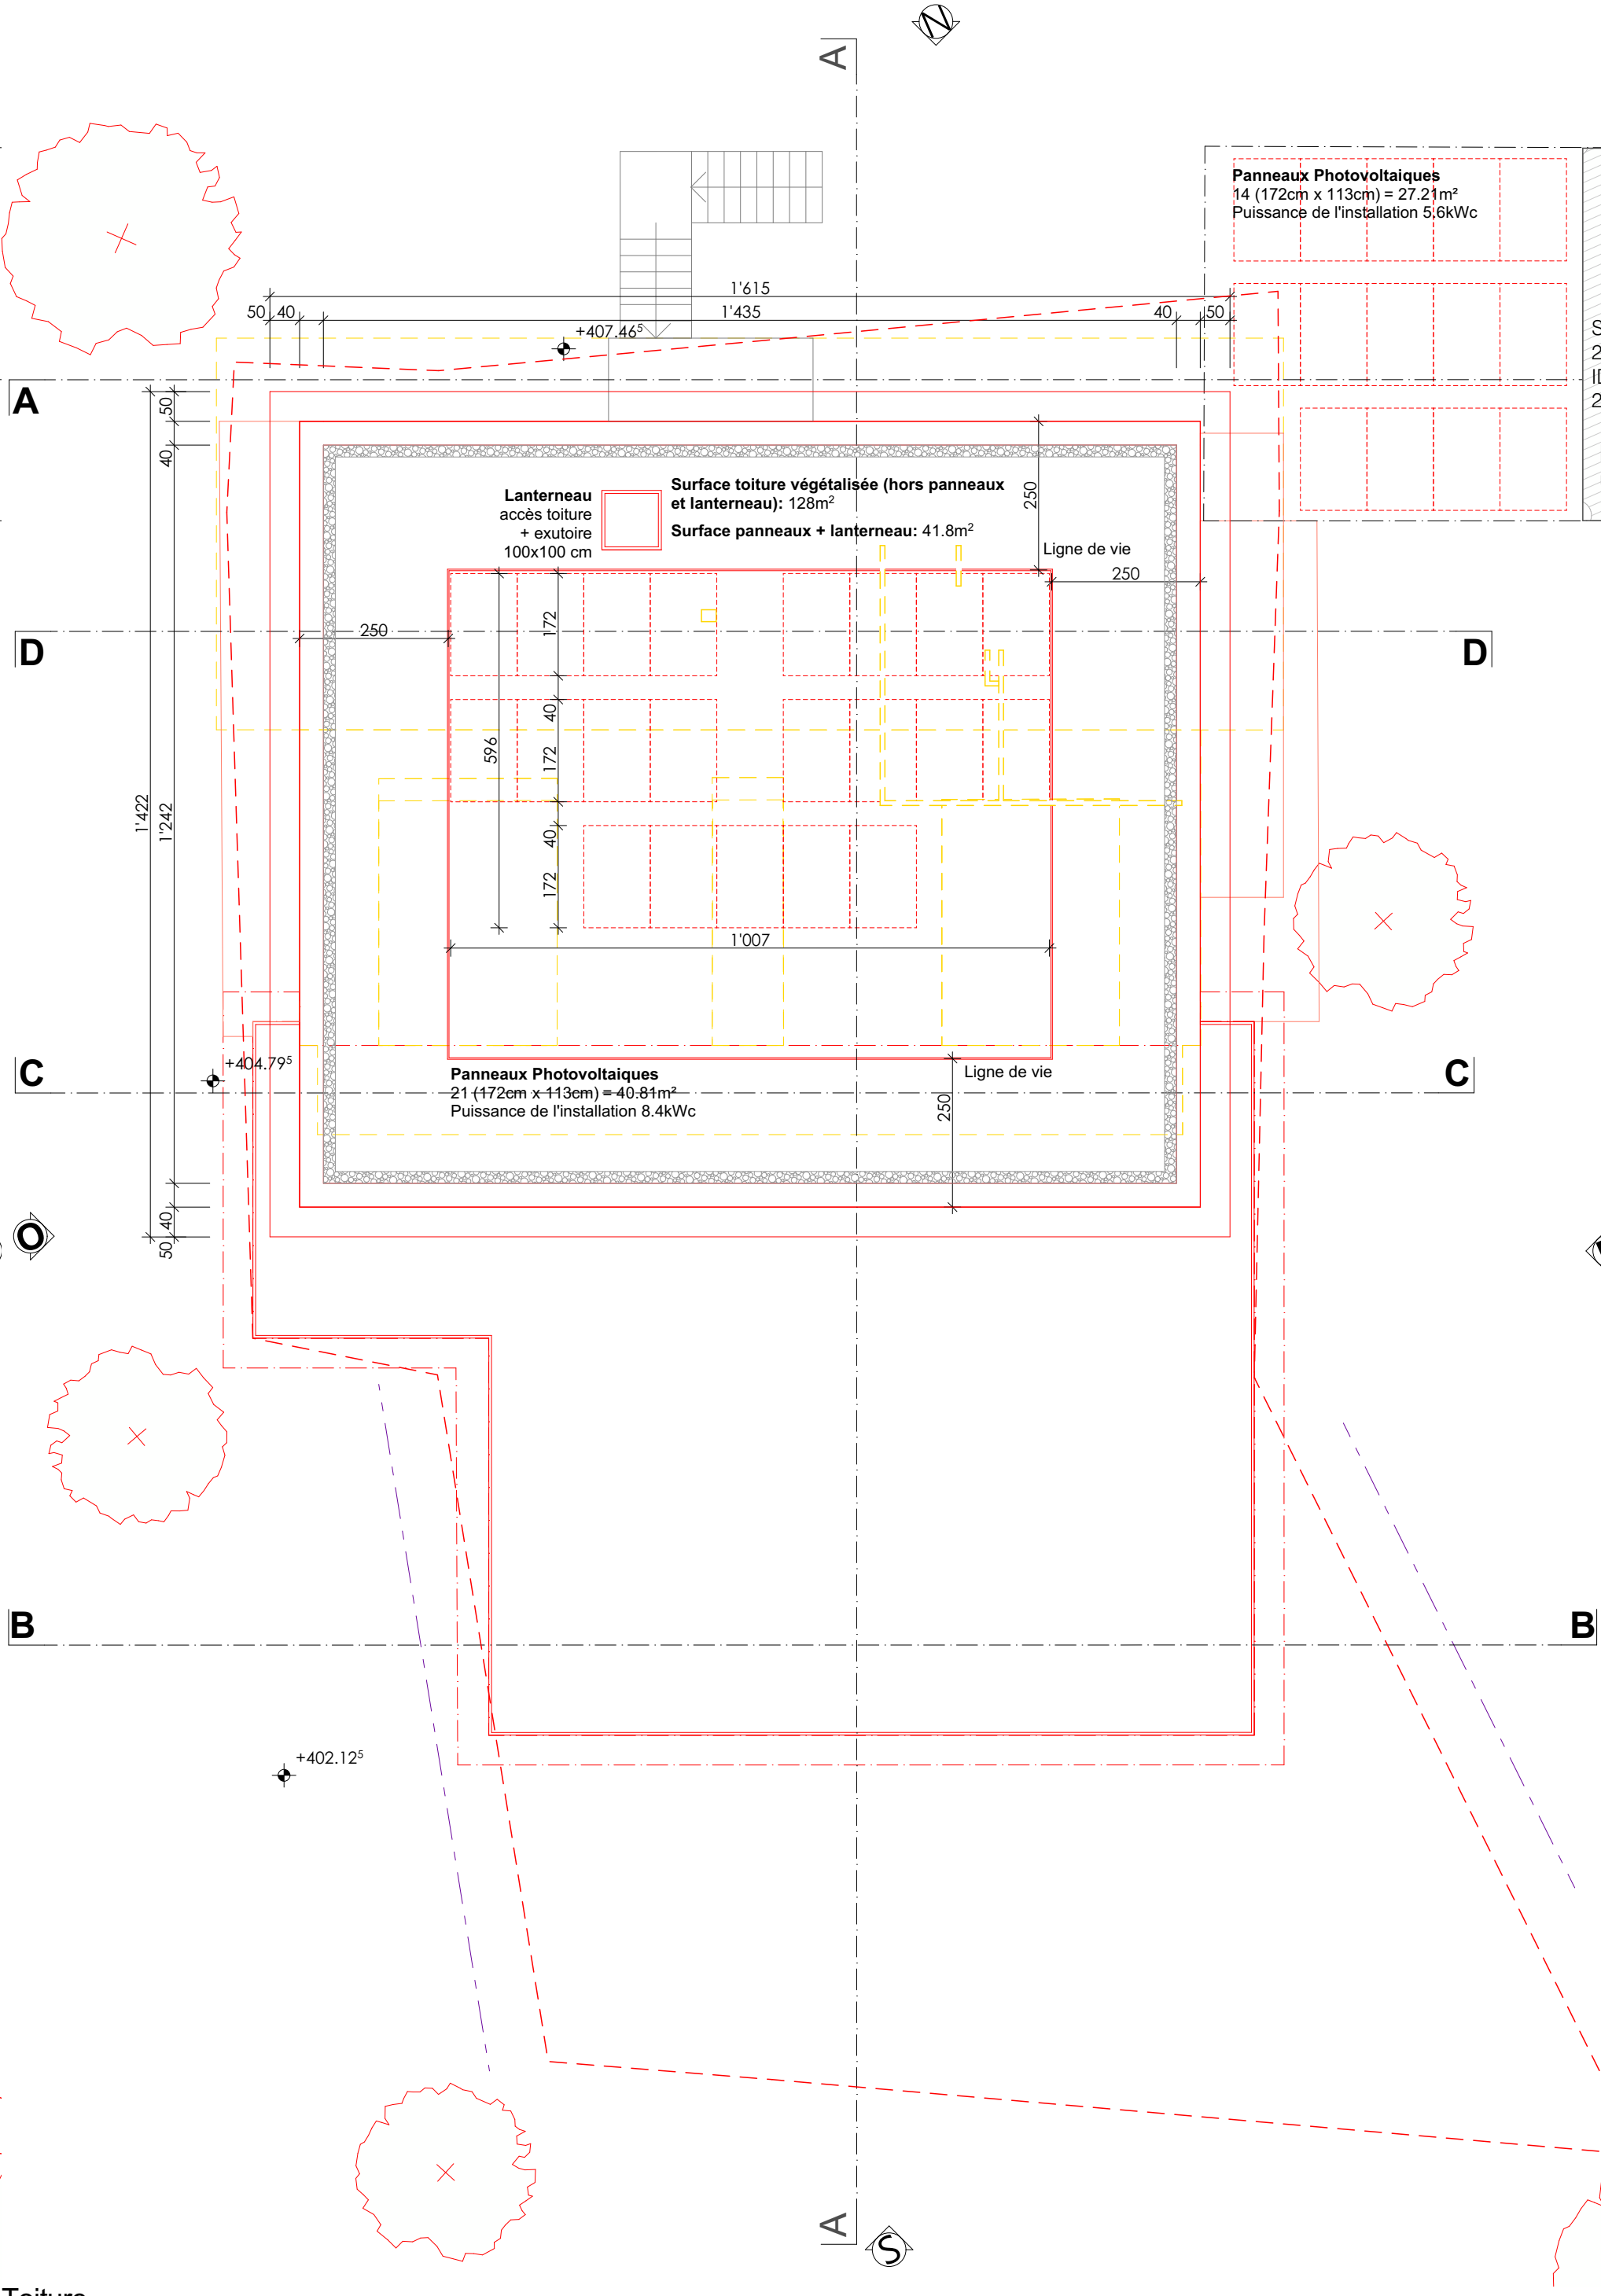 N
A
Panneaux Photovoltaiques
14 (172cm x 113cm) = 27.21m²
Puissance de l'installation 5.6kWc
1'615
50 40 1'435 40 50
+407.46⁵
S
2
2
A
50
40
Lanterneau
accès toiture
+ exutoire
100x100 cm
Surface toiture végétalisée (hors panneaux
et lanterneau): 128m²
Surface panneaux + lanterneau: 41.8m²
250
Ligne de vie
250
250
172
D
D
40
596
172
1'422
1'242
40
172
1'007
+404.79⁵
C
C
Ligne de vie
Panneaux Photovoltaiques
21 (172cm x 113cm) = 40.81m²
Puissance de l'installation 8.4kWc
250
40
50
O
B
B
+402.12⁵
A
S
Toiture